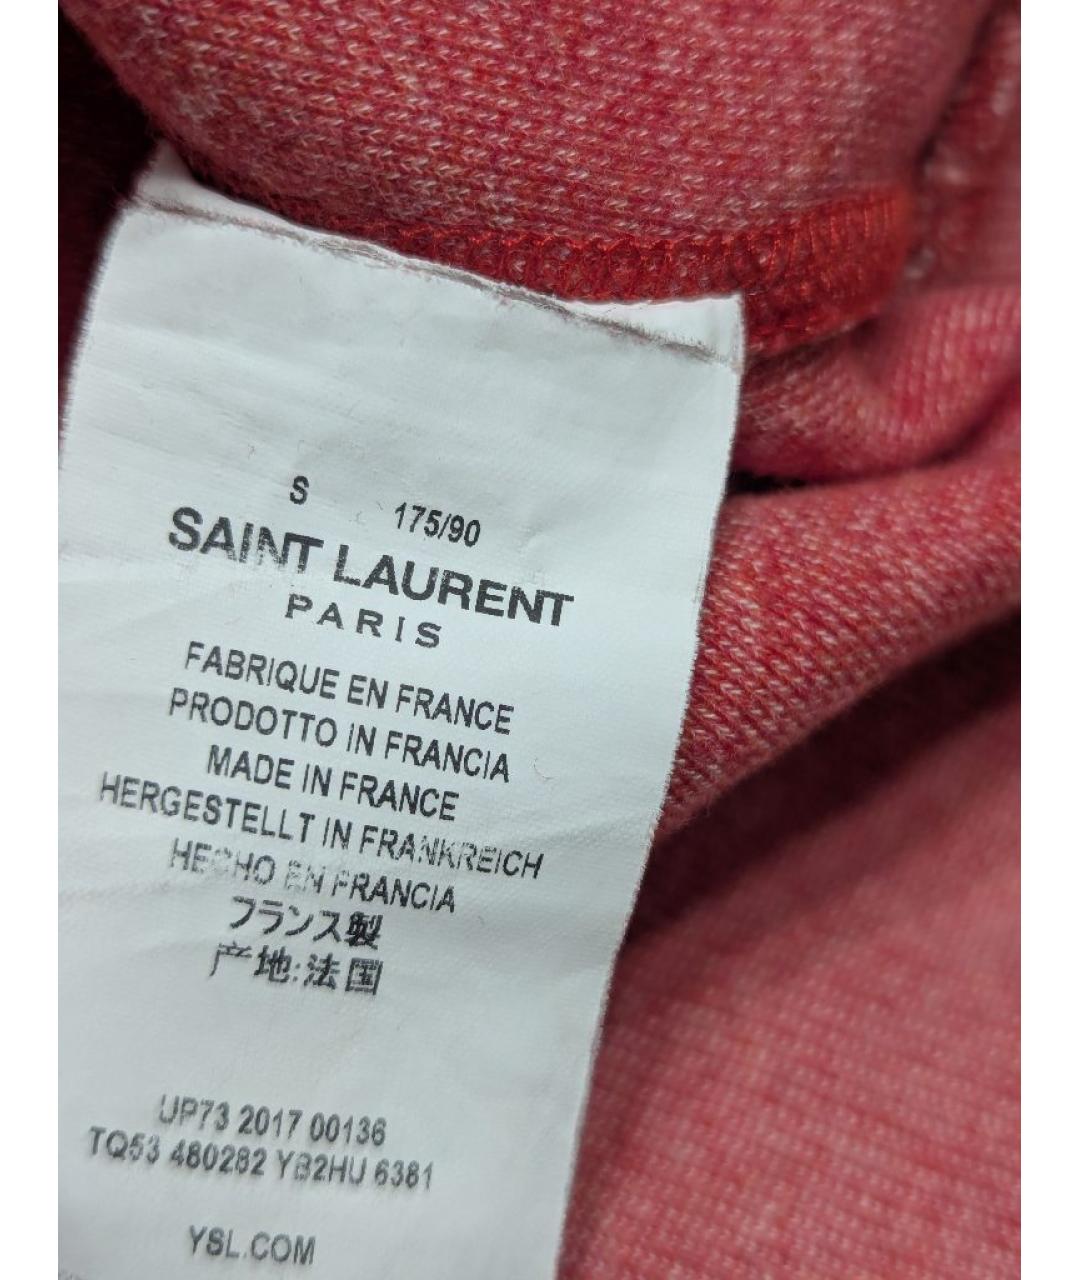 S 175/90
SAINT LAURENT
PARIS
FABRIQUE EN FRANCE
PRODOTTO IN FRANCIA
MADE IN FRANCE
HERGESTELLT IN FRANKREICH
HECHO EN FRANCIA
フランス製
产地:法国
UP73 2017 00136
TQ53 480282 YB2HU 6381
YSL.COM